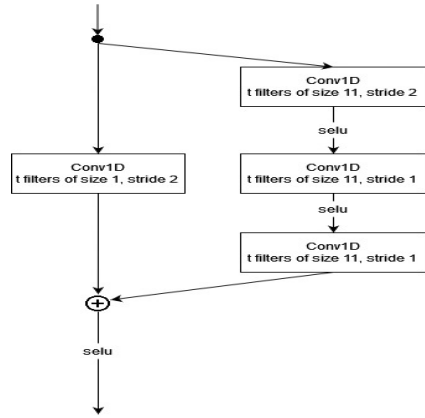 Conv1D
t filters of size 11, stride 2
selu
Conv1D
t filters of size 1, stride 2
Conv1D
t filters of size 11, stride 1
selu
Conv1D
t filters of size 11, stride 1
selu